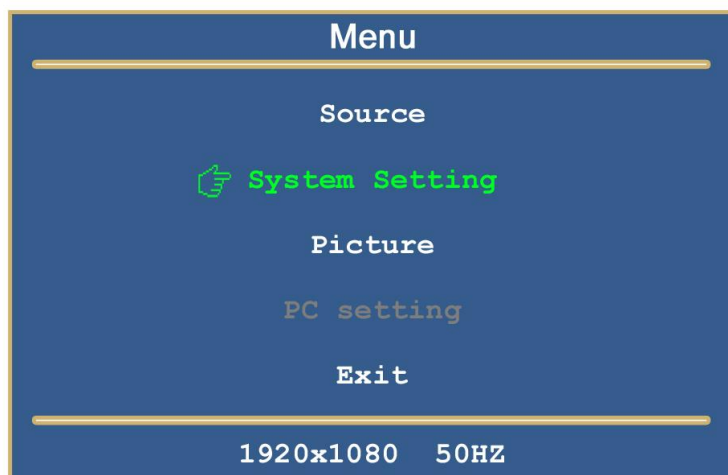 Menu
Source
System Setting
Picture
PC setting
Exit
1920x1080 50HZ